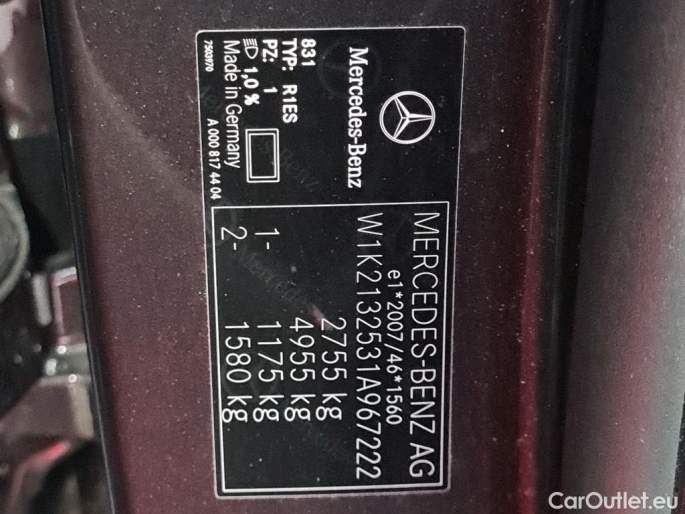 Mercedes-Benz
831
TYP: R1ES
PZ: 1
1,0 %
Made in Germany
7503970
A 000 817 44 04
MERCEDES-BENZ AG
e1*2007/46*1560
W1K2132531A967222
2755 kg
4955 kg
1- 1175 kg
2- 1580 kg
CarOutlet.eu